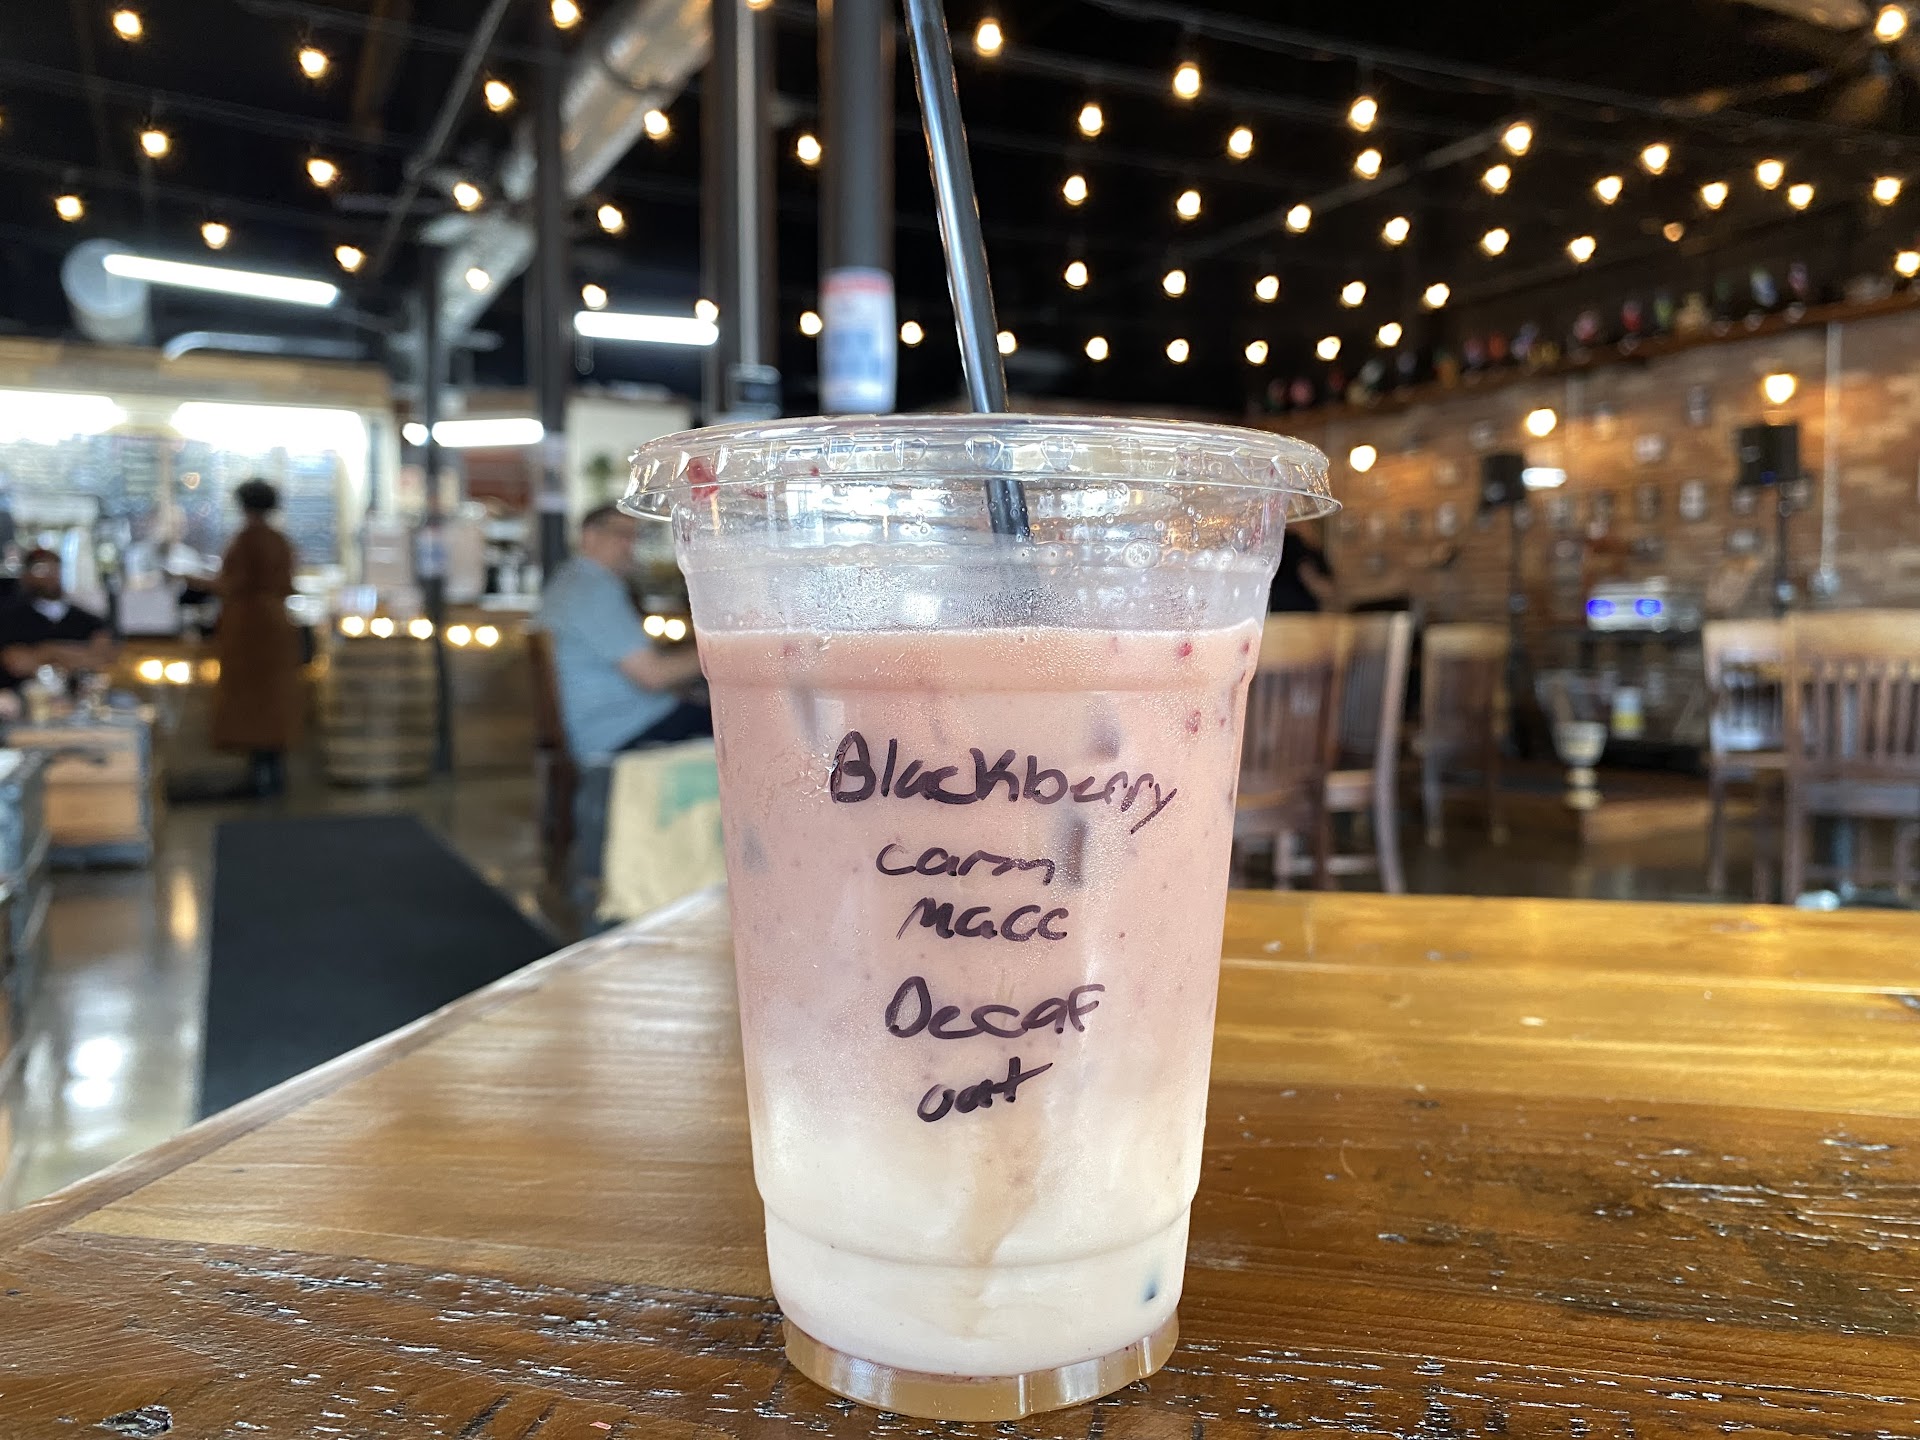 Blackberry
carm
macc
Decaf
oat